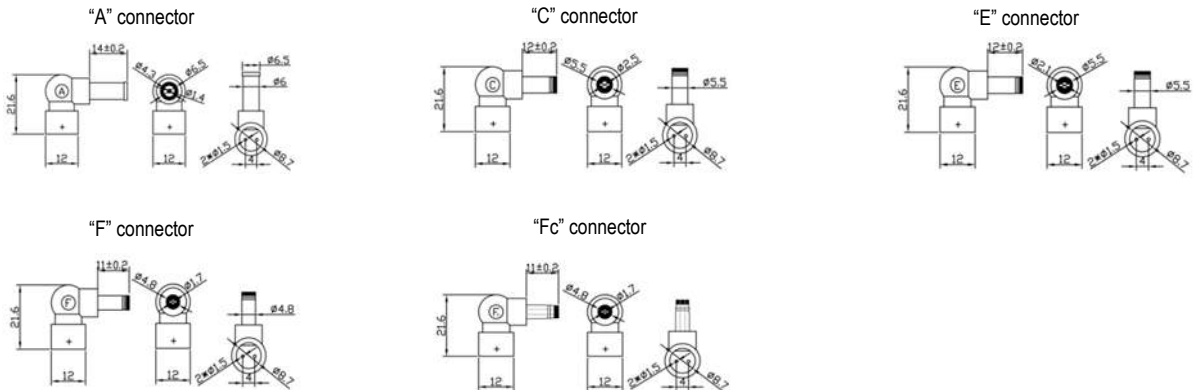 “A” connector
14±0.2
ø4.3
ø6.5
ø6.5
ø6
ø1.4
A
21.6
+
+
12
12
2*ø1.5
4
ø8.7
“C” connector
12±0.2
ø5.5
ø2.5
ø5.5
C
21.6
+
+
12
12
2*ø1.5
4
ø8.7
“E” connector
12±0.2
ø2.1
ø5.5
ø5.5
E
21.6
+
+
12
12
2*ø1.5
4
ø8.7
“F” connector
11±0.2
ø4.8
ø1.7
ø4.8
F
21.6
+
+
12
12
2*ø1.5
4
ø8.7
“Fc” connector
11±0.2
ø4.8
ø1.7
21.6
+
+
12
12
2*ø1.5
4
ø8.7